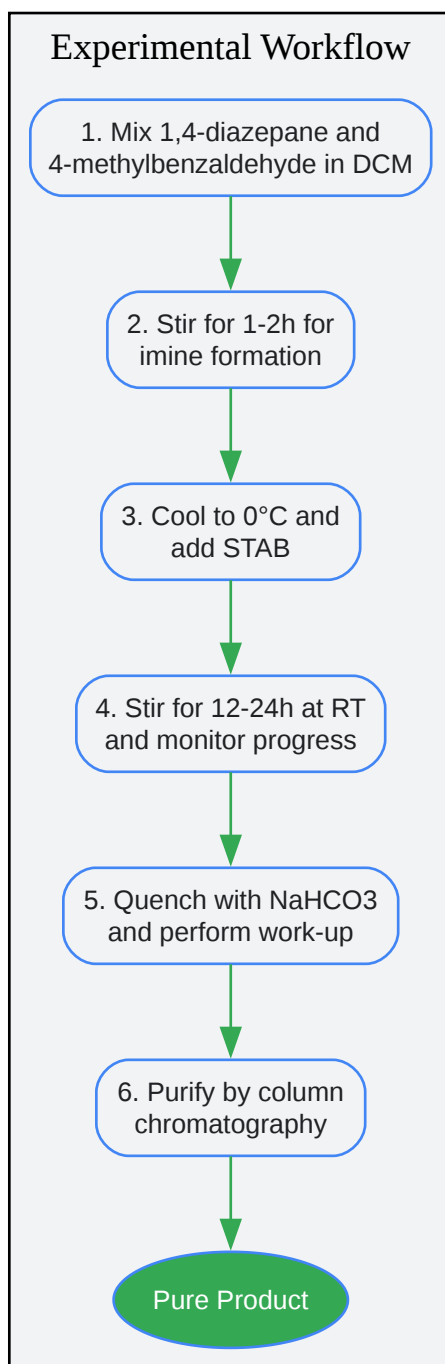 Experimental Workflow
1. Mix 1,4-diazepane and
4-methylbenzaldehyde in DCM
2. Stir for 1-2h for
imine formation
3. Cool to 0°C and
add STAB
4. Stir for 12-24h at RT
and monitor progress
5. Quench with NaHCO3
and perform work-up
6. Purify by column
chromatography
Pure Product